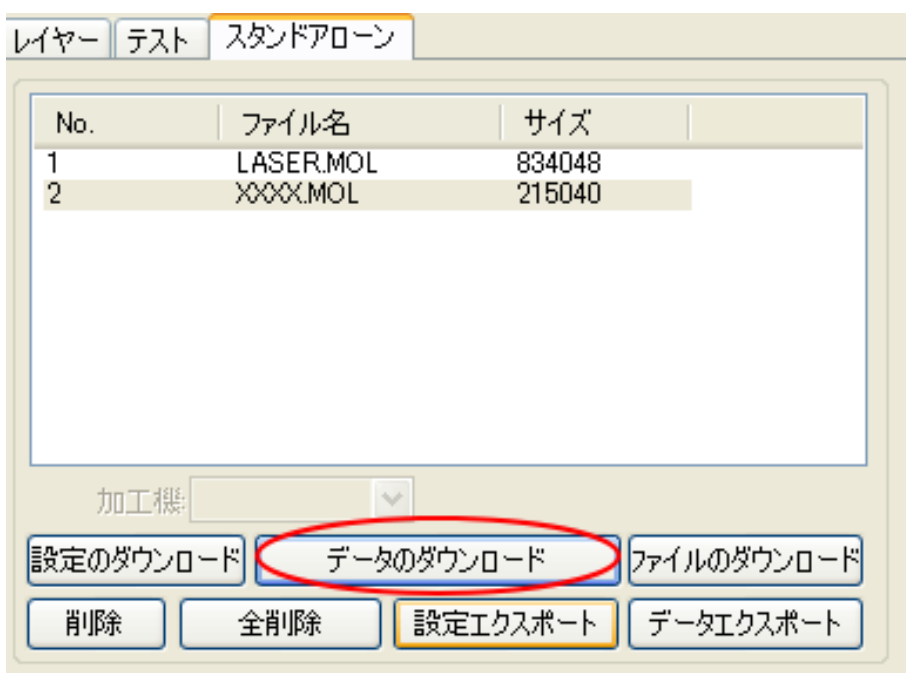 レイヤー テスト スタンドアローン
No. ファイル名 サイズ
1 LASER.MOL 834048
2 XXXX.MOL 215040
加工機:
設定のダウンロード データのダウンロード ファイルのダウンロード
削除 全削除 設定エクスポート データエクスポート